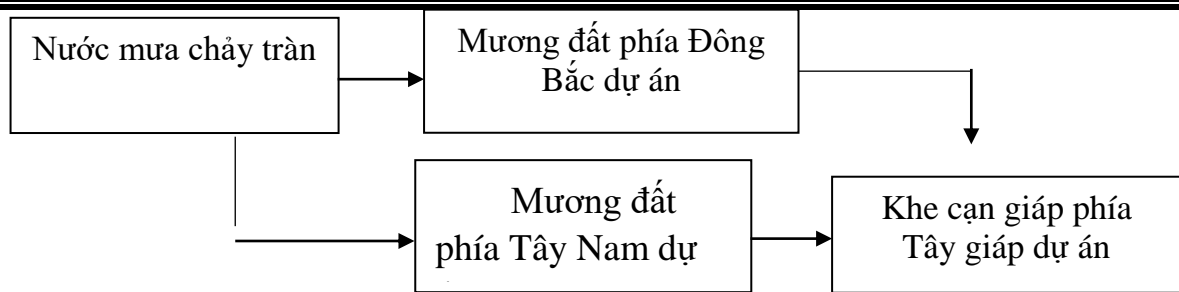 Nước mưa chảy tràn
Mương đất phía Đông
Bắc dự án
Mương đất
phía Tây Nam dự
Khe cạn giáp phía
Tây giáp dự án